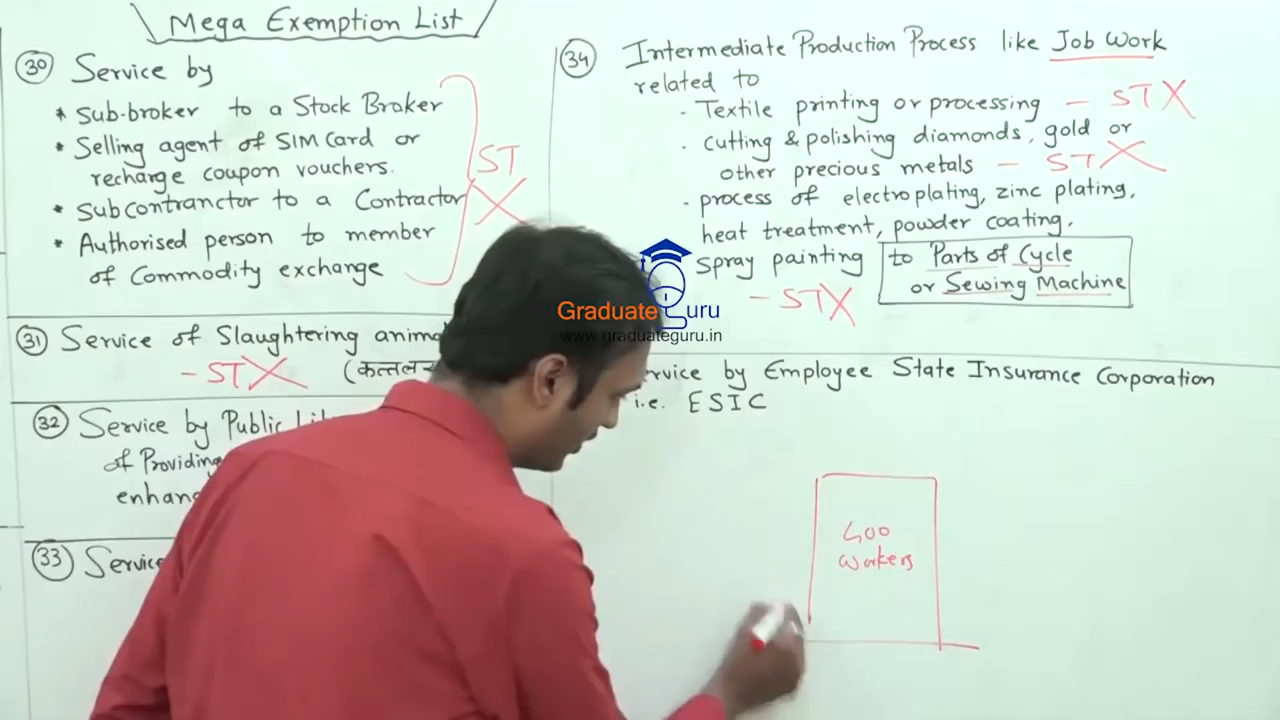 Mega Exemption List
30 Service by
* Sub-broker to a Stock Broker
* Selling agent of SIM Card or
recharge coupon vouchers.
* Subcontranctor to a Contractor
* Authorised person to member
of Commodity exchange
ST X
31 Service of Slaughtering
- ST X
32 Service by Public
of Providing
33
34 Intermediate Production Process like Job Work
related to
· Textile printing or processing - ST X
· cutting & polishing diamonds, gold or
other precious metals - ST X
· process of electroplating, zinc plating,
heat treatment, powder coating,
spray painting to Parts of Cycle
or Sewing Machine
- ST X
by Employee State Insurance Corporation
i.e. ESIC
400
workers
Graduate Guru
www.graduateguru.in